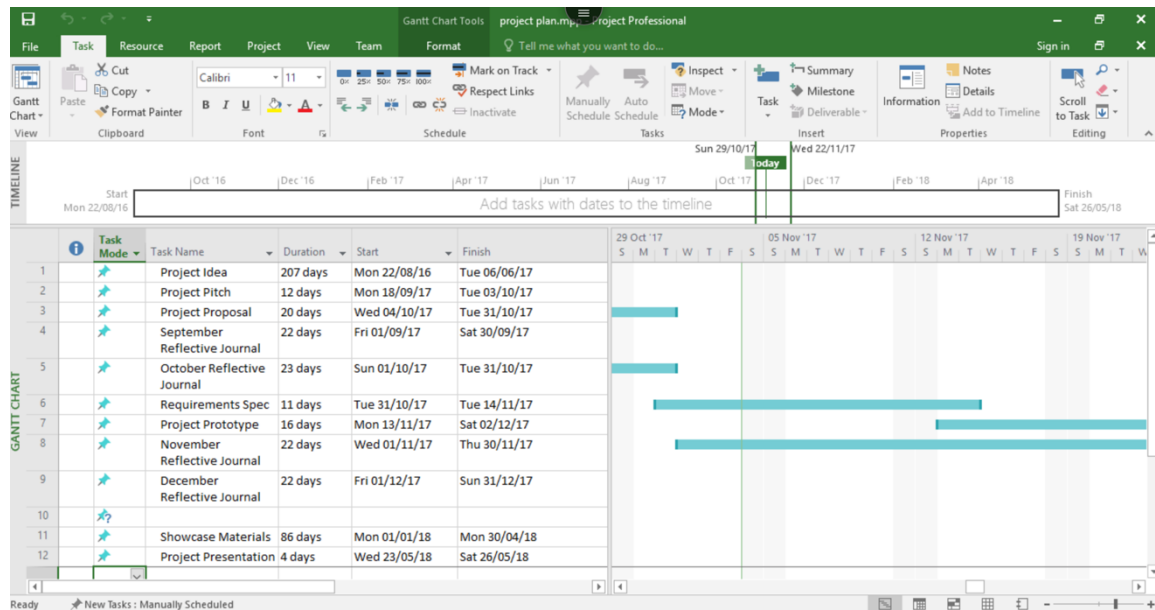 Gantt Chart Tools project plan.mpp - Project Professional
File Task Resource Report Project View Team Format Tell me what you want to do... Sign in
Gantt Chart
View
Paste
Cut
Copy
Format Painter
Clipboard
Calibri 11
B I U A
Font
0× 25× 50× 75× 100×
Mark on Track
Respect Links
Inactivate
Schedule
Manually Schedule
Auto Schedule
Inspect
Move
Mode
Tasks
Task
Summary
Milestone
Deliverable
Insert
Information
Notes
Details
Add to Timeline
Properties
Scroll to Task
Editing
TIMELINE
Sun 29/10/17 Wed 22/11/17
Today
Oct '16 Dec '16 Feb '17 Apr '17 Jun '17 Aug '17 Oct '17 Dec '17 Feb '18 Apr '18
Start
Mon 22/08/16
Add tasks with dates to the timeline
Finish
Sat 26/05/18
GANTT CHART
Task Mode Task Name Duration Start Finish
29 Oct '17 05 Nov '17 12 Nov '17 19 Nov '17
S M T W T F S S M T W T F S S M T W T F S S M T W
1 Project Idea 207 days Mon 22/08/16 Tue 06/06/17
2 Project Pitch 12 days Mon 18/09/17 Tue 03/10/17
3 Project Proposal 20 days Wed 04/10/17 Tue 31/10/17
4 September Reflective Journal 22 days Fri 01/09/17 Sat 30/09/17
5 October Reflective Journal 23 days Sun 01/10/17 Tue 31/10/17
6 Requirements Spec 11 days Tue 31/10/17 Tue 14/11/17
7 Project Prototype 16 days Mon 13/11/17 Sat 02/12/17
8 November Reflective Journal 22 days Wed 01/11/17 Thu 30/11/17
9 December Reflective Journal 22 days Fri 01/12/17 Sun 31/12/17
10 ?
11 Showcase Materials 86 days Mon 01/01/18 Mon 30/04/18
12 Project Presentation 4 days Wed 23/05/18 Sat 26/05/18
Ready New Tasks : Manually Scheduled